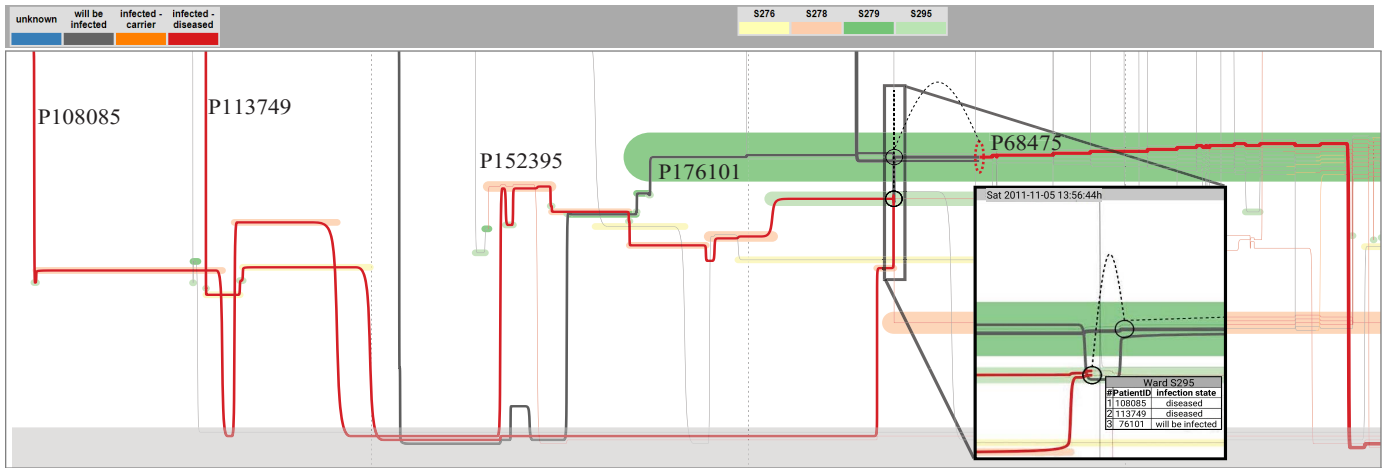 unknown
will be
infected
infected -
carrier
infected -
diseased
S276
S278
S279
S295
P108085
P113749
P152395
P176101
P68475
Sat 2011-11-05 13:56:44h
Ward S295
# PatientID infection state
1 108085 diseased
2 113749 diseased
3 76101 will be infected